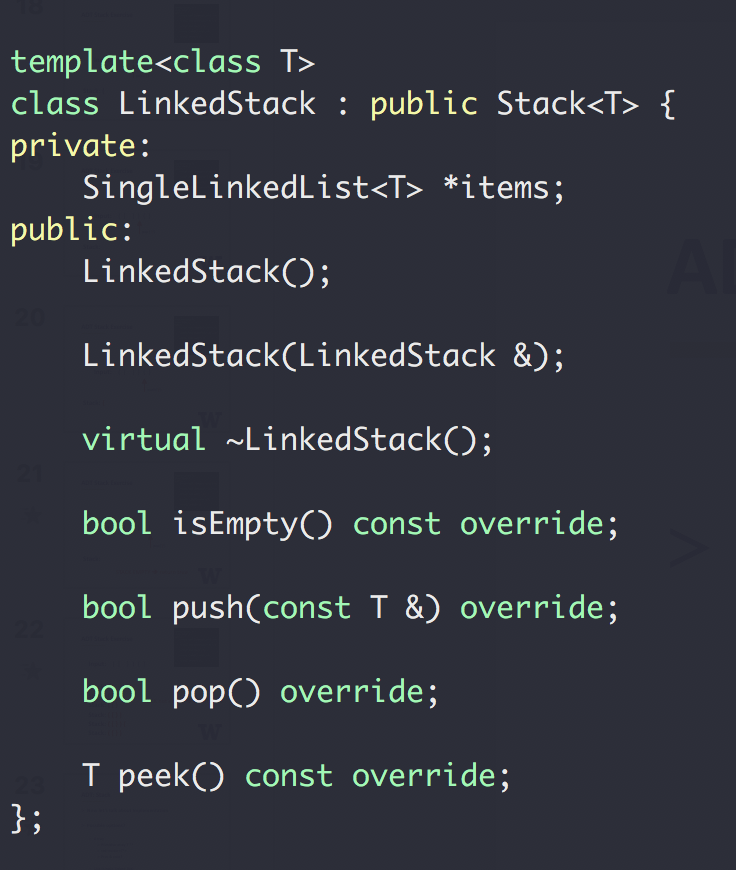 template<class T>
class LinkedStack : public Stack<T> {
private:
    SingleLinkedList<T> *items;
public:
    LinkedStack();
    LinkedStack(LinkedStack &);
    virtual ~LinkedStack();
    bool isEmpty() const override;
    bool push(const T &) override;
    bool pop() override;
    T peek() const override;
};